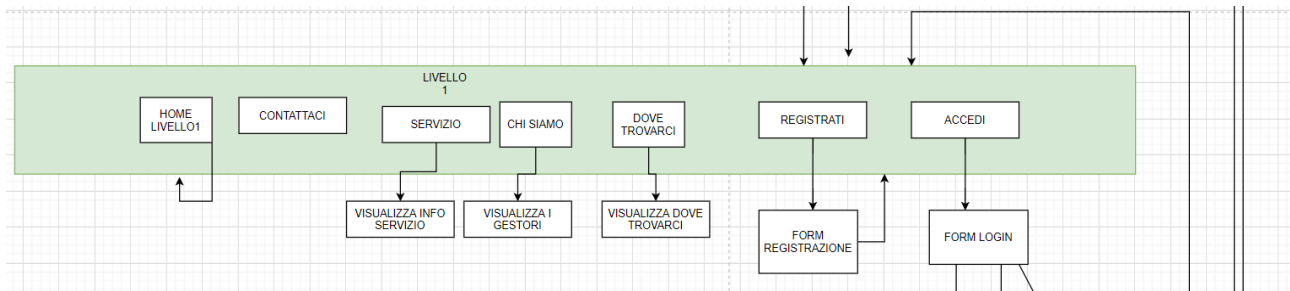 LIVELLO
1
HOME
LIVELLO1
CONTATTACI
SERVIZIO
CHI SIAMO
DOVE
TROVARCI
REGISTRATI
ACCEDI
VISUALIZZA INFO
SERVIZIO
VISUALIZZA I
GESTORI
VISUALIZZA DOVE
TROVARCI
FORM
REGISTRAZIONE
FORM LOGIN